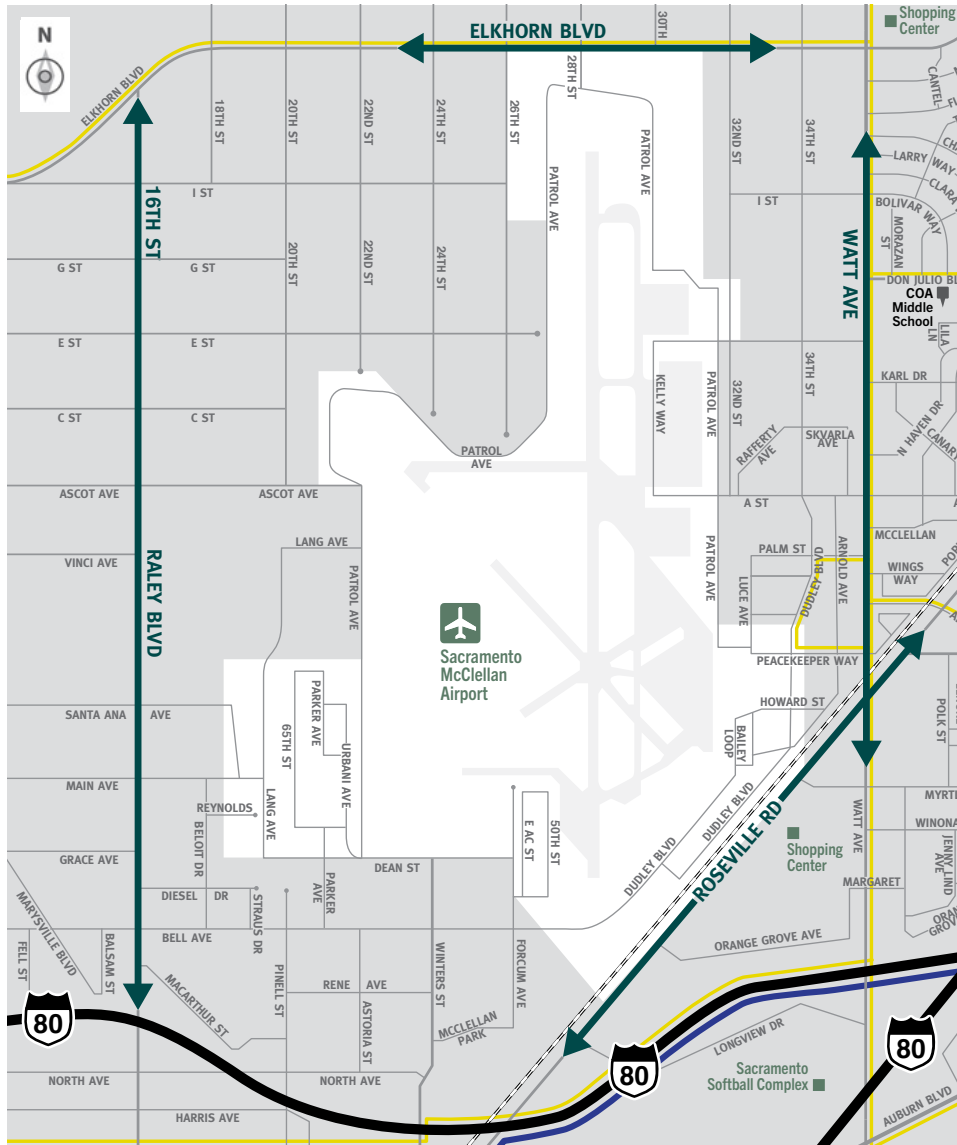 N
ELKHORN BLVD
30TH
Shopping
Center
ELKHORN BLVD
18TH ST
20TH ST
22ND ST
24TH ST
26TH ST
28TH ST
32ND ST
34TH ST
CANTEL
PATROL AVE
PATROL AVE
LARRY WAY
CLARA
16TH ST
I ST
I ST
BOLIVAR WAY
MORAZAN
ST
WATT AVE
G ST
G ST
20TH ST
22ND ST
24TH ST
DON JULIO BL
COA
Middle
School
LILA
LN
E ST
E ST
KELLY WAY
PATROL AVE
32ND ST
34TH ST
KARL DR
C ST
C ST
N HAVEN DR
CANARY
RAFFERTY
AVE
SKVARLA
AVE
PATROL
AVE
ASCOT AVE
ASCOT AVE
A ST
MCCLELLAN
RALEY BLVD
VINCI AVE
LANG AVE
PATROL AVE
PATROL AVE
PALM ST
LUCE AVE
DUDLEY BLVD
ARNOLD AVE
WINGS
WAY
Sacramento
McClellan
Airport
PEACEKEEPER WAY
SANTA ANA AVE
65TH ST
PARKER AVE
URBANI AVE
HOWARD ST
BAILEY
LOOP
POLK ST
MAIN AVE
REYNOLDS
BELOIT DR
LANG AVE
E AC ST
50TH ST
DUDLEY BLVD
DUDLEY BLVD
ROSEVILLE RD
WATT AVE
MYRTL
WINONA
Shopping
Center
JENNY LIND
AVE
GRACE AVE
DEAN ST
MARGARET
MARYSVILLE BLVD
DIESEL DR
STRAUS DR
PARKER
AVE
ORAN
GROV
FELL ST
BALSAM ST
BELL AVE
ORANGE GROVE AVE
MACARTHUR ST
PINELL ST
RENE AVE
ASTORIA ST
WINTERS ST
FORCUM AVE
MCCLELLAN
PARK
80
LONGVIEW DR
80
80
NORTH AVE
NORTH AVE
Sacramento
Softball Complex
HARRIS AVE
AUBURN BLVD